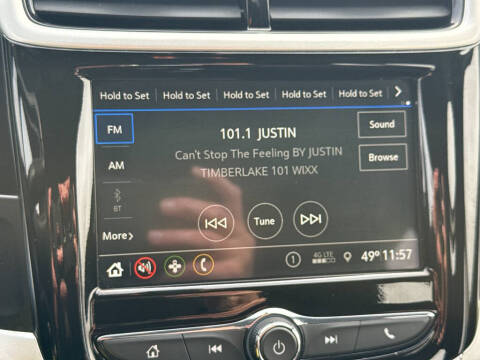 Hold to Set Hold to Set Hold to Set Hold to Set Hold to Set
FM
101.1 JUSTIN
Sound
Can't Stop The Feeling BY JUSTIN
TIMBERLAKE 101 WIXX
Browse
AM
BT
Tune
More
1 4G LTE 49° 11:57